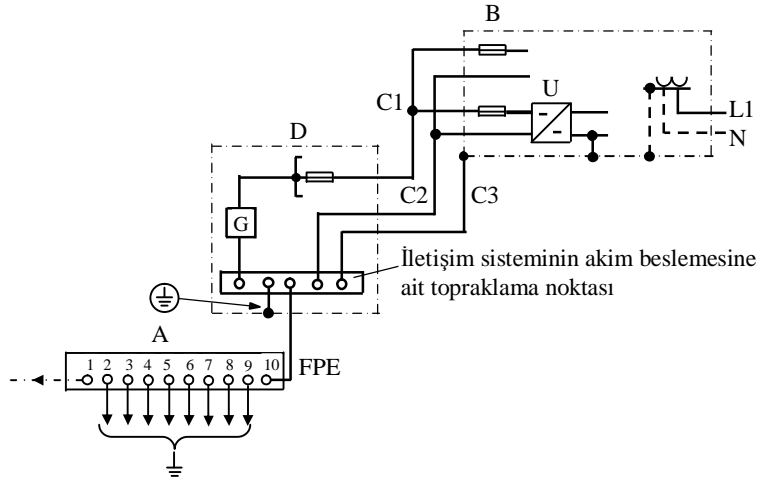 B
U
C1
L1
N
D
C2
C3
G
İletişim sisteminin akim beslemesine
ait topraklama noktası
A
1 2 3 4 5 6 7 8 9 10
FPE